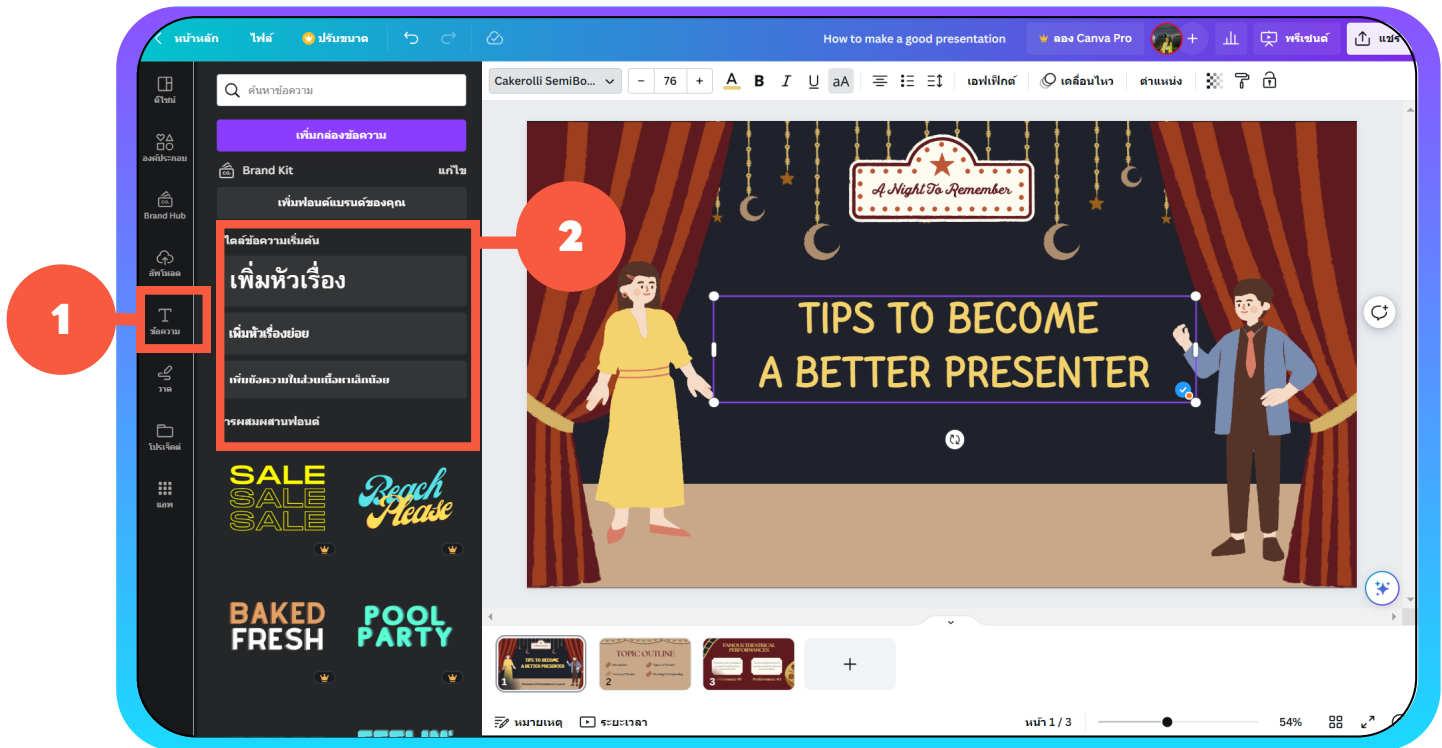 หน้าหลัก ไฟล์ ปรับขนาด How to make a good presentation ลอง Canva Pro + พรีเซนต์ แชร์
Cakerolli SemiBo... – 76 + A B I U aA เอฟเฟ็กต์ เคลื่อนไหว ตำแหน่ง
ดีไซน์
องค์ประกอบ
Brand Hub
อัพโหลด
T
ข้อความ
วาด
โปรเจ็คต์
แอพ
1
ค้นหาข้อความ
เพิ่มกล่องข้อความ
CO. Brand Kit แก้ไข
เพิ่มฟอนต์แบรนด์ของคุณ
ไตล์ข้อความเริ่มต้น
เพิ่มหัวเรื่อง
เพิ่มหัวเรื่องย่อย
เพิ่มข้อความในส่วนเนื้อหาเล็กน้อย
ารผสมผสานฟอนต์
2
SALE
SALE
SALE
Beach
Please
BAKED
FRESH
POOL
PARTY
FEELIN'
A Night To Remember
TIPS TO BECOME
A BETTER PRESENTER
TIPS TO BECOME
A BETTER PRESENTER
1
TOPIC OUTLINE
2
FAMOUS THEATRICAL
PERFORMANCES
3
+
หมายเหตุ ระยะเวลา หน้า 1 / 3 54%